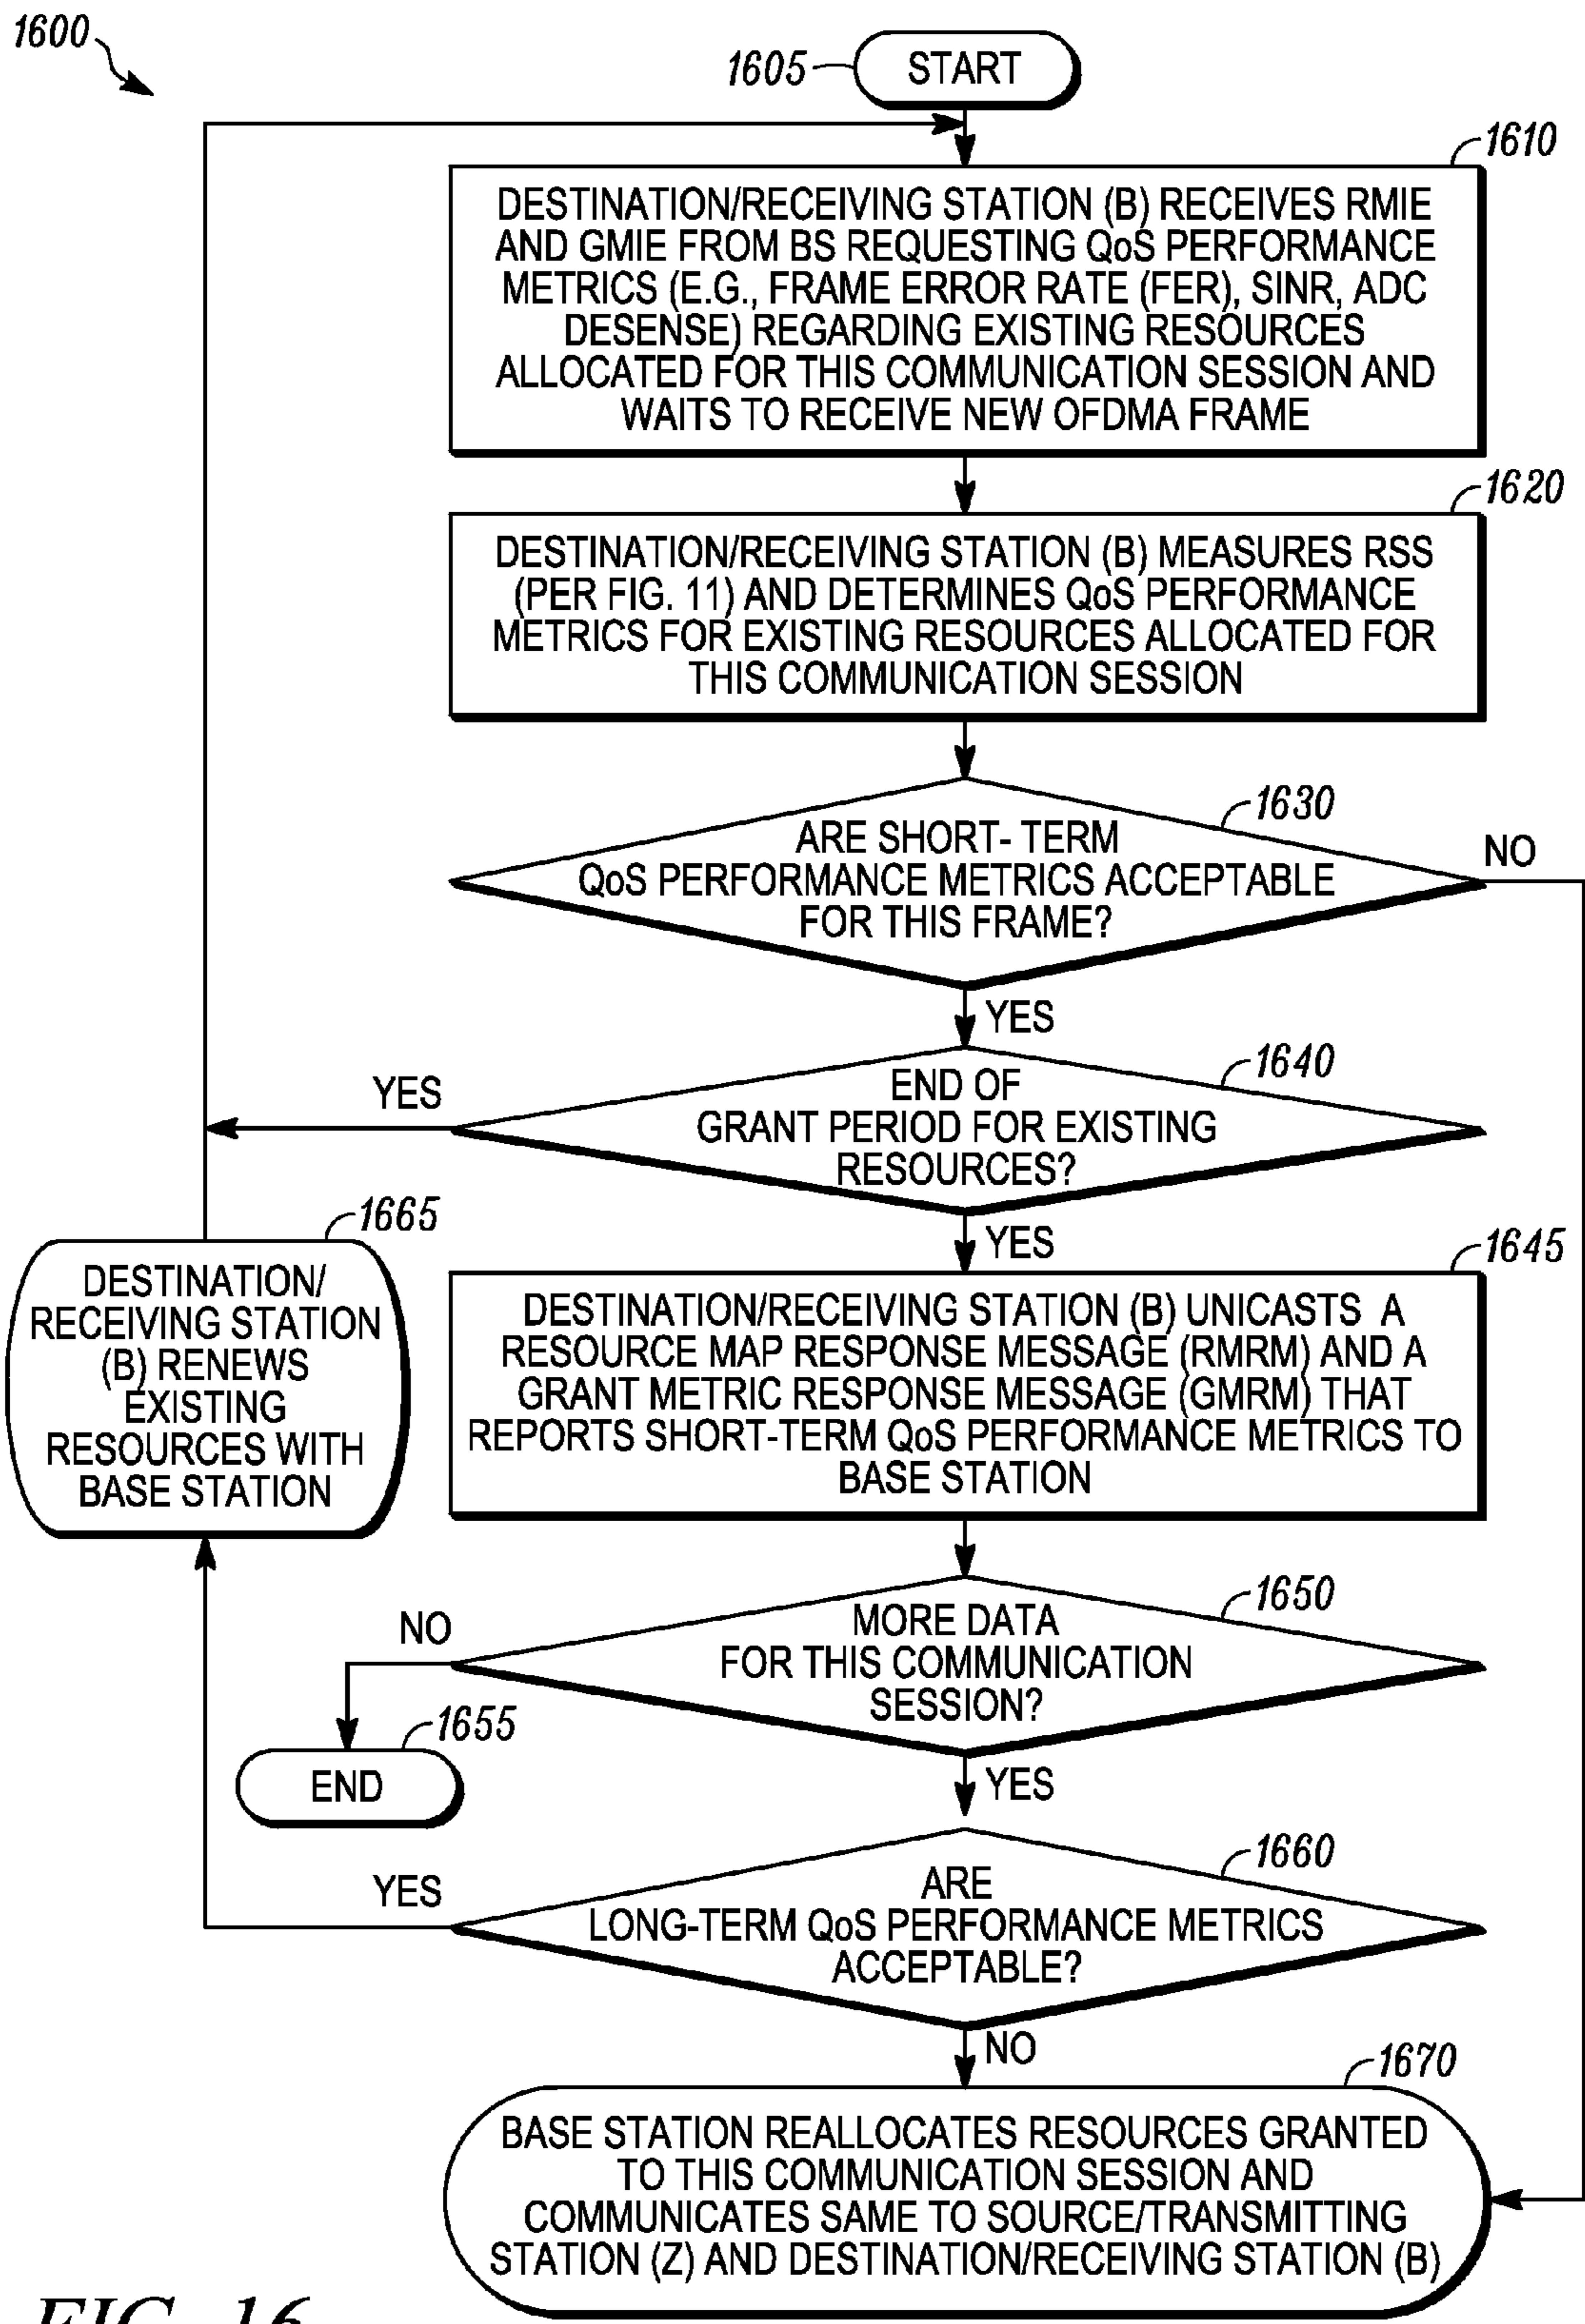 1600
1605
START
1610
DESTINATION/RECEIVING STATION (B) RECEIVES RMIE
AND GMIE FROM BS REQUESTING QoS PERFORMANCE
METRICS (E.G., FRAME ERROR RATE (FER), SINR, ADC
DESENSE) REGARDING EXISTING RESOURCES
ALLOCATED FOR THIS COMMUNICATION SESSION AND
WAITS TO RECEIVE NEW OFDMA FRAME
1620
DESTINATION/RECEIVING STATION (B) MEASURES RSS
(PER FIG. 11) AND DETERMINES QoS PERFORMANCE
METRICS FOR EXISTING RESOURCES ALLOCATED FOR
THIS COMMUNICATION SESSION
1630
ARE SHORT- TERM
QoS PERFORMANCE METRICS ACCEPTABLE
FOR THIS FRAME?
NO
YES
1640
END OF
GRANT PERIOD FOR EXISTING
RESOURCES?
YES
YES
1645
DESTINATION/RECEIVING STATION (B) UNICASTS A
RESOURCE MAP RESPONSE MESSAGE (RMRM) AND A
GRANT METRIC RESPONSE MESSAGE (GMRM) THAT
REPORTS SHORT-TERM QoS PERFORMANCE METRICS TO
BASE STATION
1665
DESTINATION/
RECEIVING STATION
(B) RENEWS
EXISTING
RESOURCES WITH
BASE STATION
1650
MORE DATA
FOR THIS COMMUNICATION
SESSION?
NO
1655
END
YES
1660
ARE
LONG-TERM QoS PERFORMANCE METRICS
ACCEPTABLE?
YES
NO
1670
BASE STATION REALLOCATES RESOURCES GRANTED
TO THIS COMMUNICATION SESSION AND
COMMUNICATES SAME TO SOURCE/TRANSMITTING
STATION (Z) AND DESTINATION/RECEIVING STATION (B)
FIG. 16